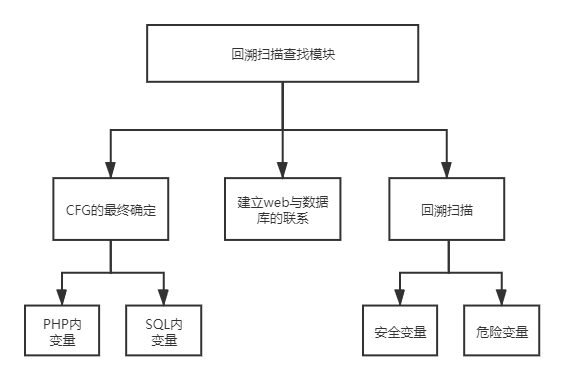 回溯扫描查找模块
CFG的最终确定
建立web与数据
库的联系
回溯扫描
PHP内
变量
SQL内
变量
安全变量
危险变量